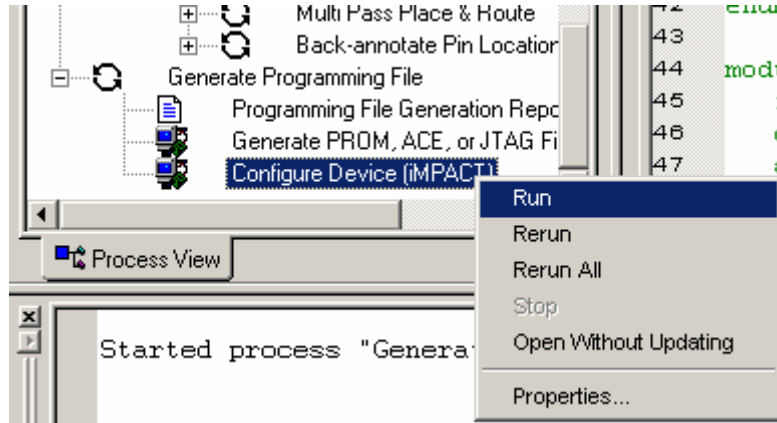 Multi Pass Place & Route
Back-annotate Pin Location
Generate Programming File
Programming File Generation Repo
Generate PROM, ACE, or JTAG Fi
Configure Device (iMPACT)
Process View
42
43
44 modu
45
46
47
Run
Rerun
Rerun All
Stop
Open Without Updating
Properties...
Started process "Genera